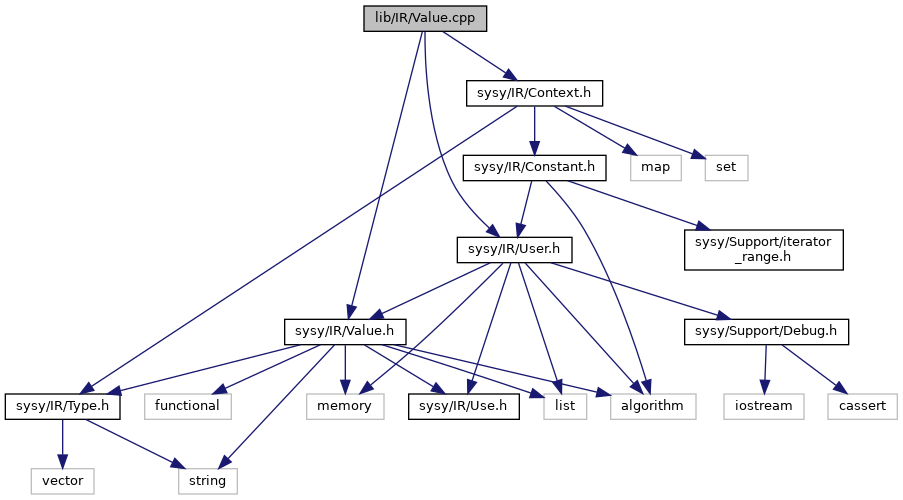 lib/IR/Value.cpp
sysy/IR/Context.h
sysy/IR/Constant.h
map
set
sysy/IR/User.h
sysy/Support/iterator
_range.h
sysy/IR/Value.h
sysy/Support/Debug.h
sysy/IR/Type.h
functional
memory
sysy/IR/Use.h
list
algorithm
iostream
cassert
vector
string